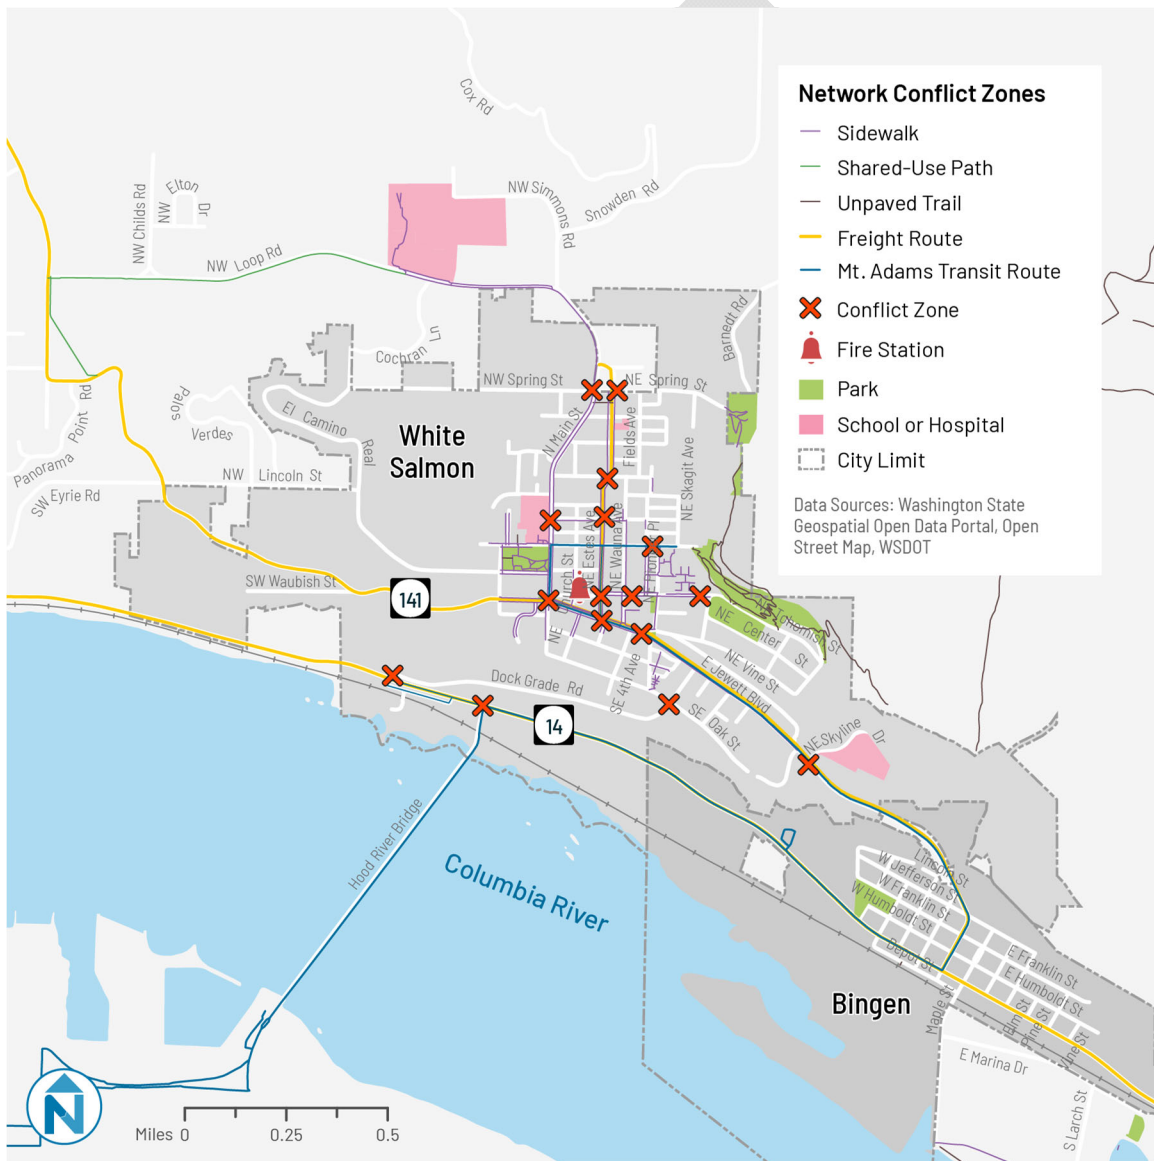 Network Conflict Zones
Sidewalk
Shared-Use Path
Unpaved Trail
Freight Route
Mt. Adams Transit Route
Conflict Zone
Fire Station
Park
School or Hospital
City Limit
Data Sources: Washington State
Geospatial Open Data Portal, Open
Street Map, WSDOT
Cox Rd
NW Simmons Rd
Snowden Rd
NW Childs Rd
NW Elton Dr
NW Loop Rd
Barnedt Rd
Cochran Ln
NW Spring St
NE Spring St
Palos
Verdes
El Camino
Real
White
Salmon
N Main St
Fields Ave
NE Skagit Ave
Panorama Point Rd
SW Eyrie Rd
NW Lincoln St
NE Estes Ave
NE Wauna Ave
SW Waubish St
141
NE
NE Center St
NE Vine St
E Jewett Blvd
SE 4th Ave
Dock Grade Rd
SE Oak St
NE Skyline Dr
14
Hood River Bridge
Columbia River
Lincoln St
W Jefferson St
W Franklin St
W Humboldt St
Depot St
E Franklin St
E Humboldt St
Maple St
Elm St
Pine St
Bingen
E Marina Dr
S Larch St
N
Miles 0 0.25 0.5